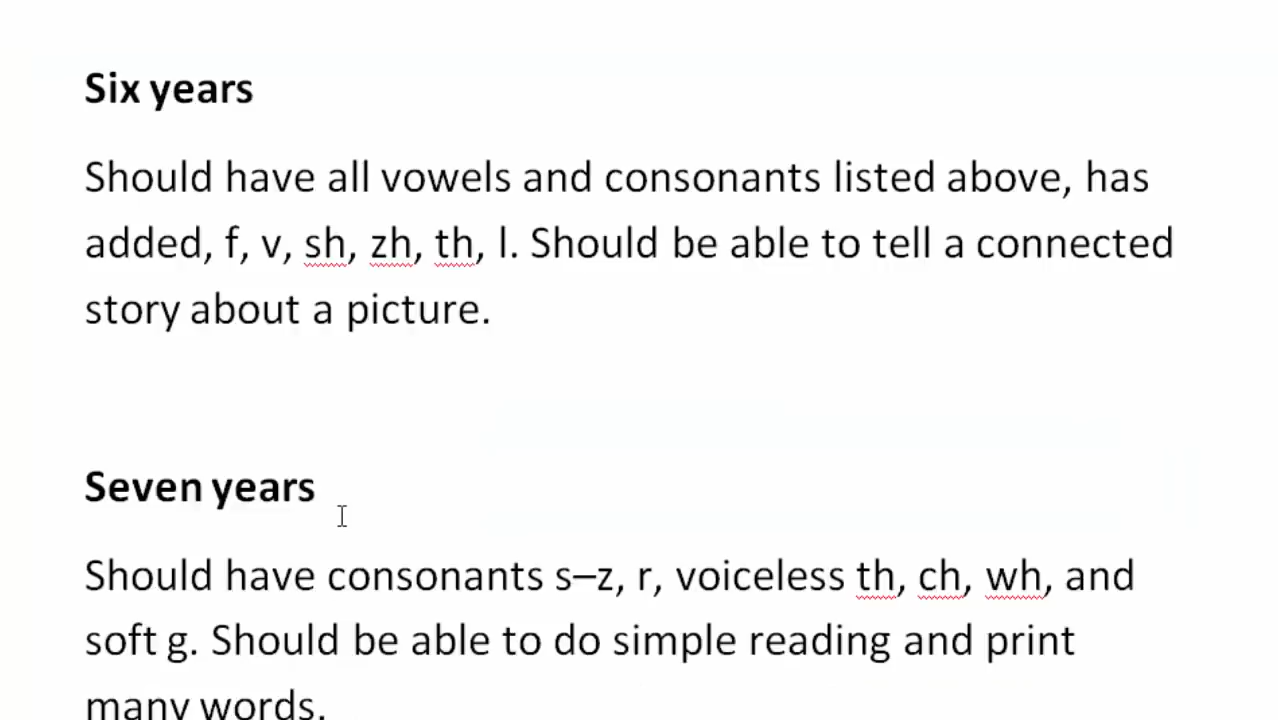 Six years
Should have all vowels and consonants listed above, has
added, f, v, sh, zh, th, l. Should be able to tell a connected
story about a picture.
Seven years
Should have consonants s–z, r, voiceless th, ch, wh, and
soft g. Should be able to do simple reading and print
many words.